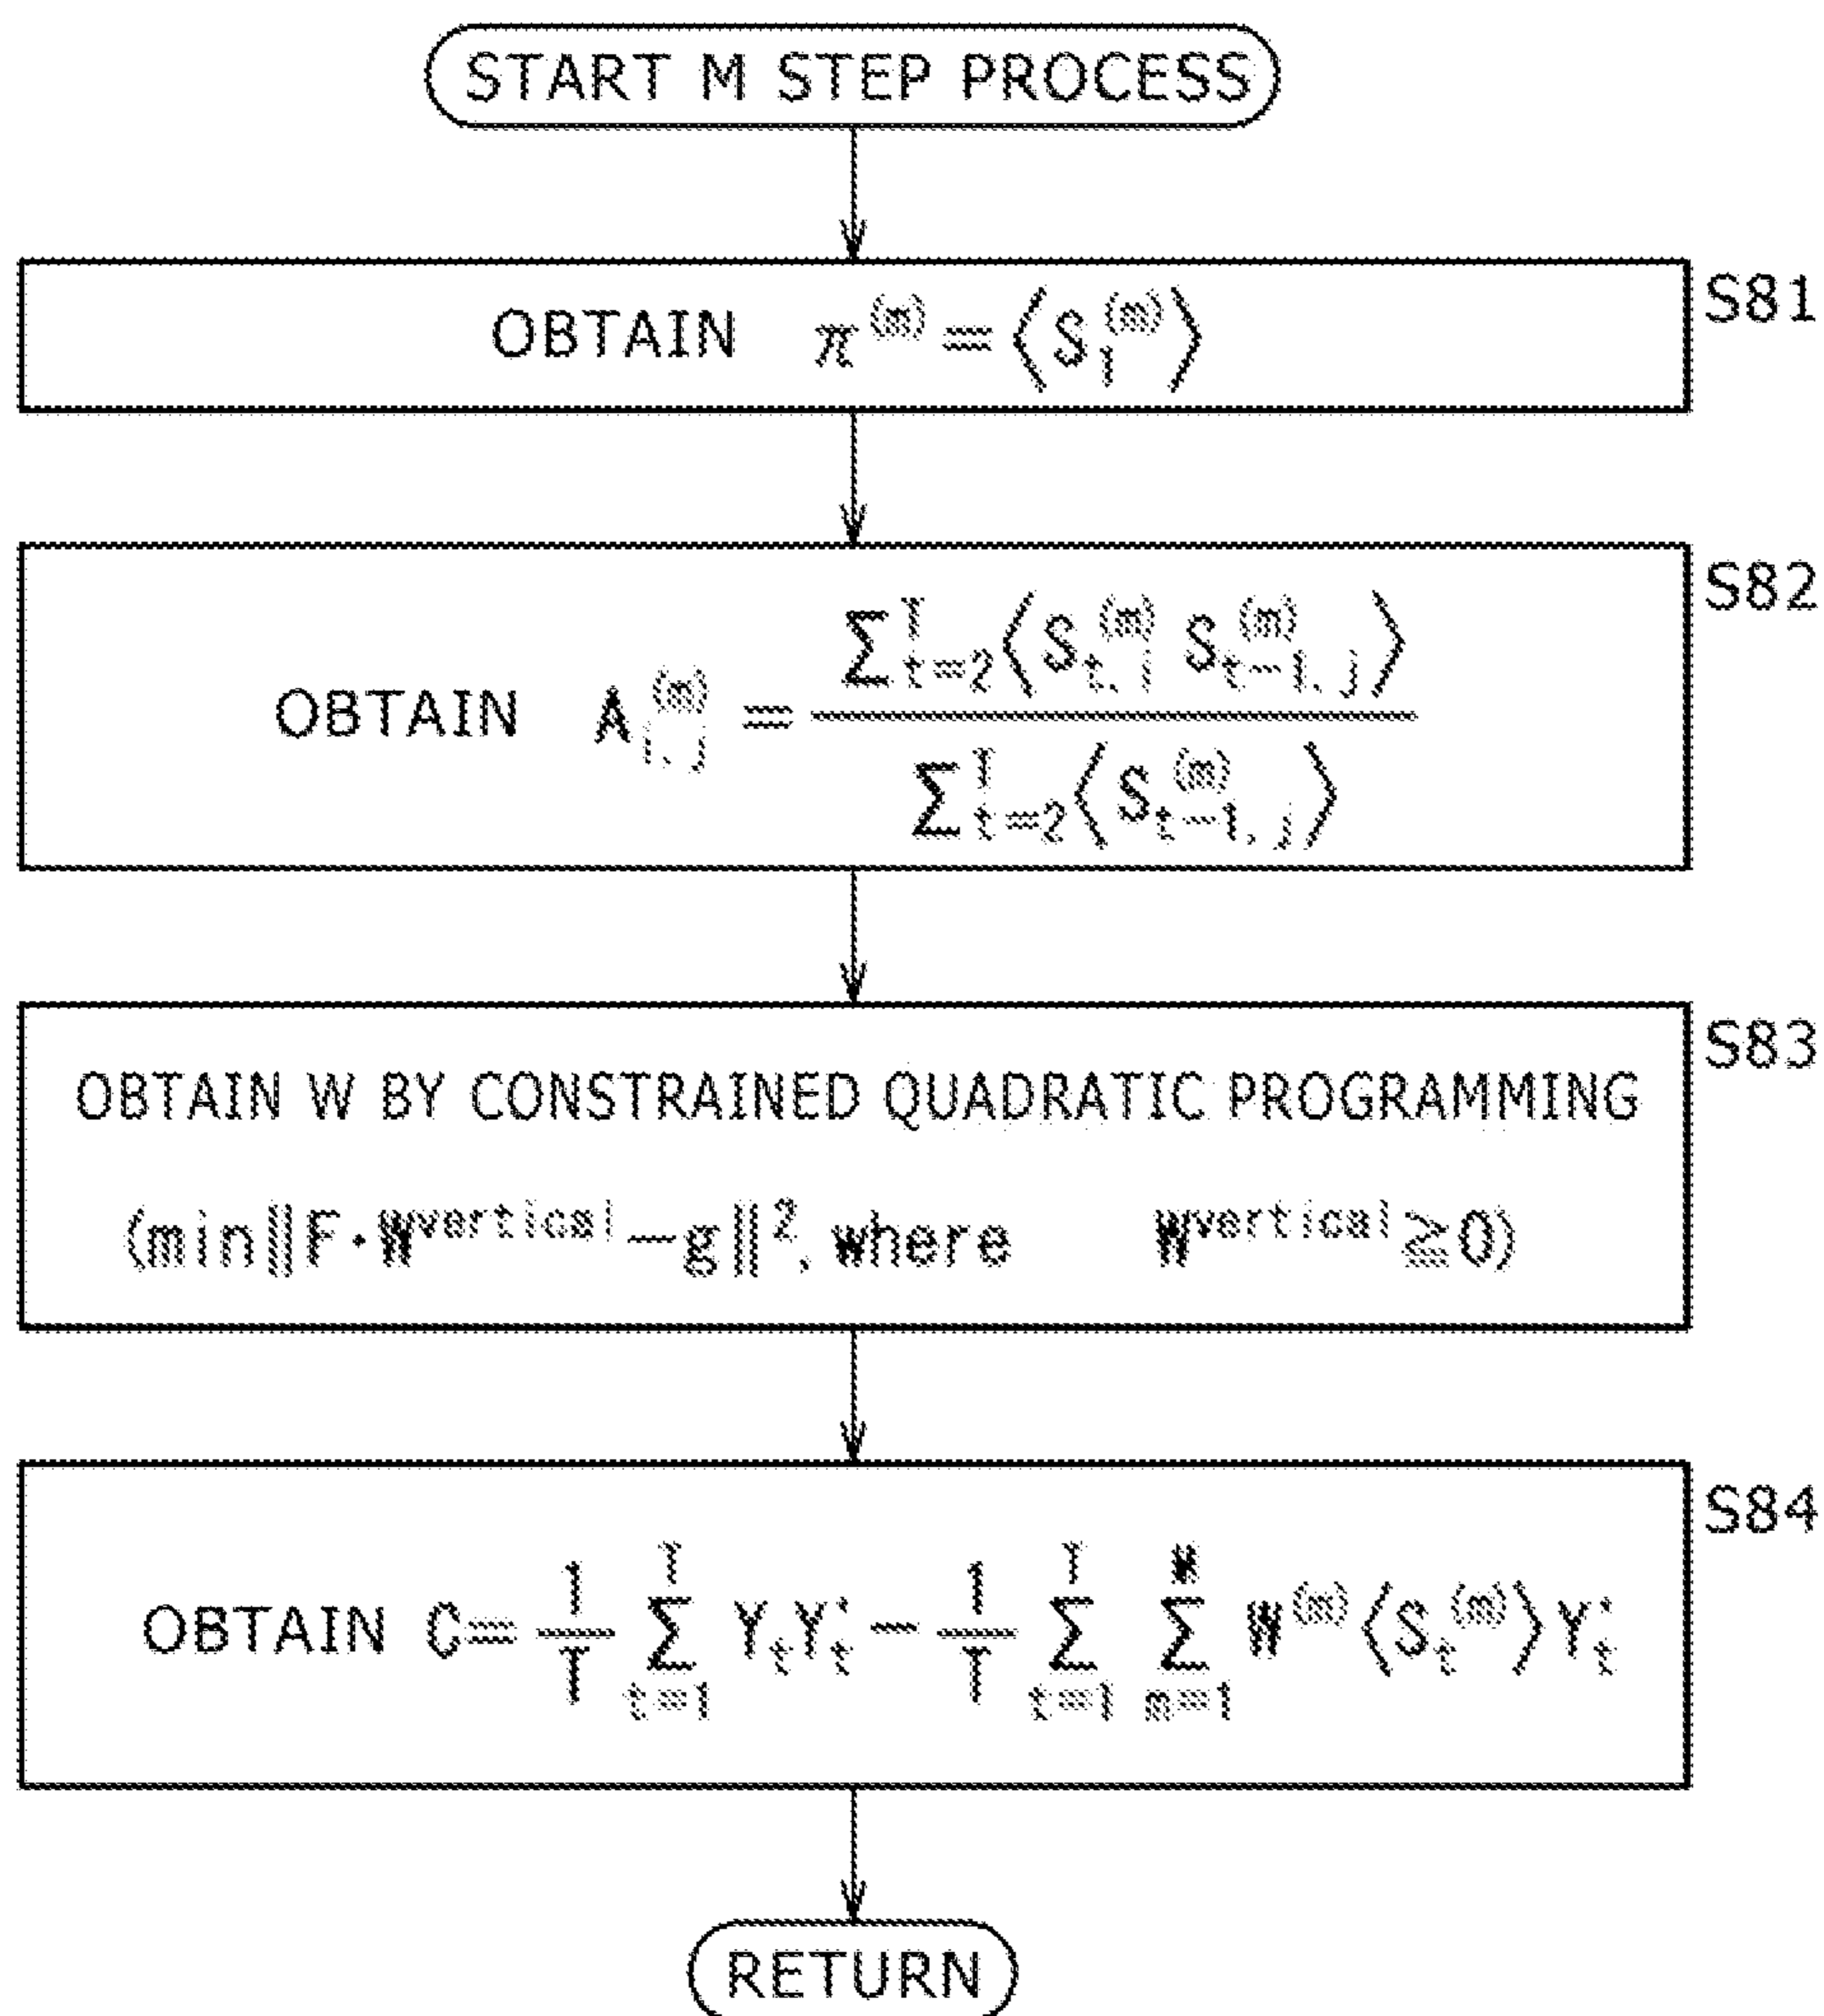 START M STEP PROCESS
OBTAIN π^(m) = ⟨S_1^(m)⟩
S81
OBTAIN A_{i,j}^(m) = Σ_{t=2}^T ⟨S_{t,i}^(m) S_{t-1,j}^(m)⟩ / Σ_{t=2}^T ⟨S_{t-1,j}^(m)⟩
S82
OBTAIN W BY CONSTRAINED QUADRATIC PROGRAMMING
(min‖F·W^vertical − g‖², where W^vertical ≧ 0)
S83
OBTAIN C = 1/T Σ_{t=1}^T Y_t Y_t' − 1/T Σ_{t=1}^T Σ_{m=1}^M W^(m) ⟨S_t^(m)⟩ Y_t'
S84
RETURN